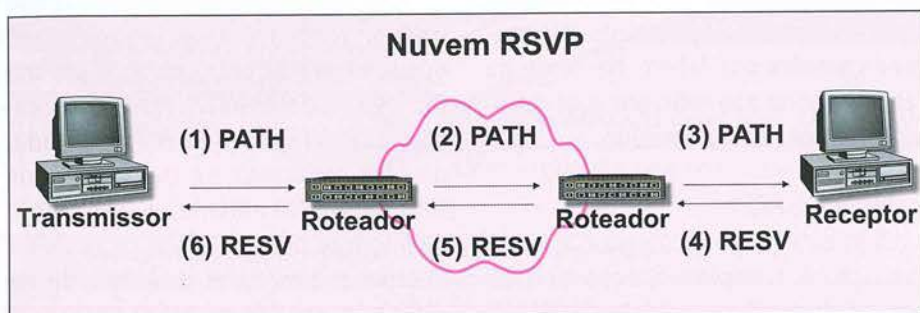 Nuvem RSVP
(1) PATH
(2) PATH
(3) PATH
Transmissor
Roteador
Roteador
Receptor
(6) RESV
(5) RESV
(4) RESV